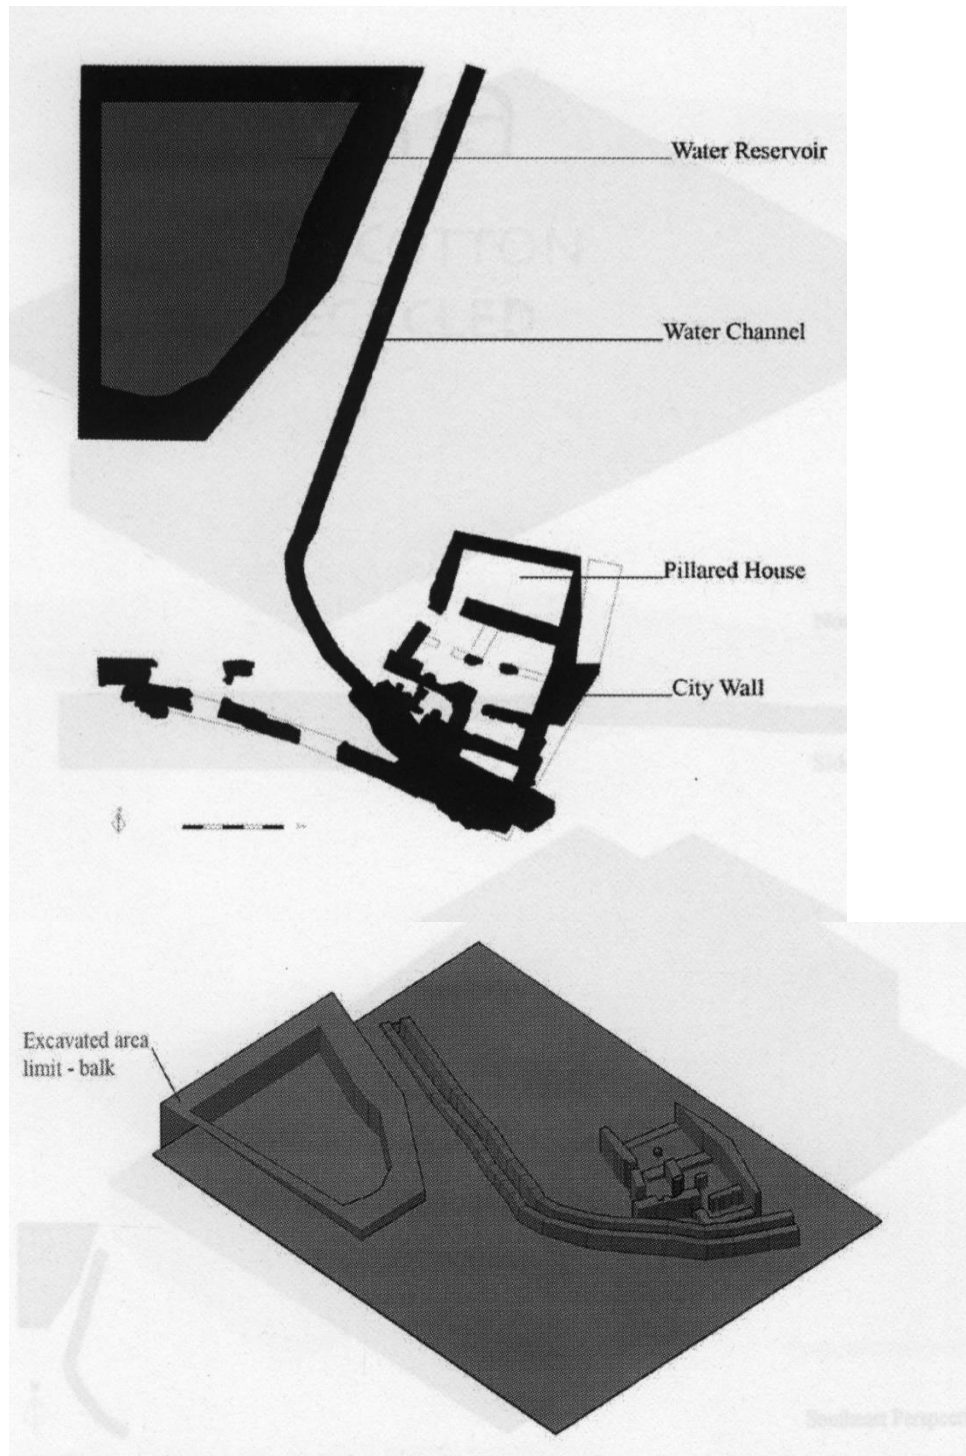 Water Reservoir
Water Channel
Pillared House
City Wall
Excavated area
limit - balk